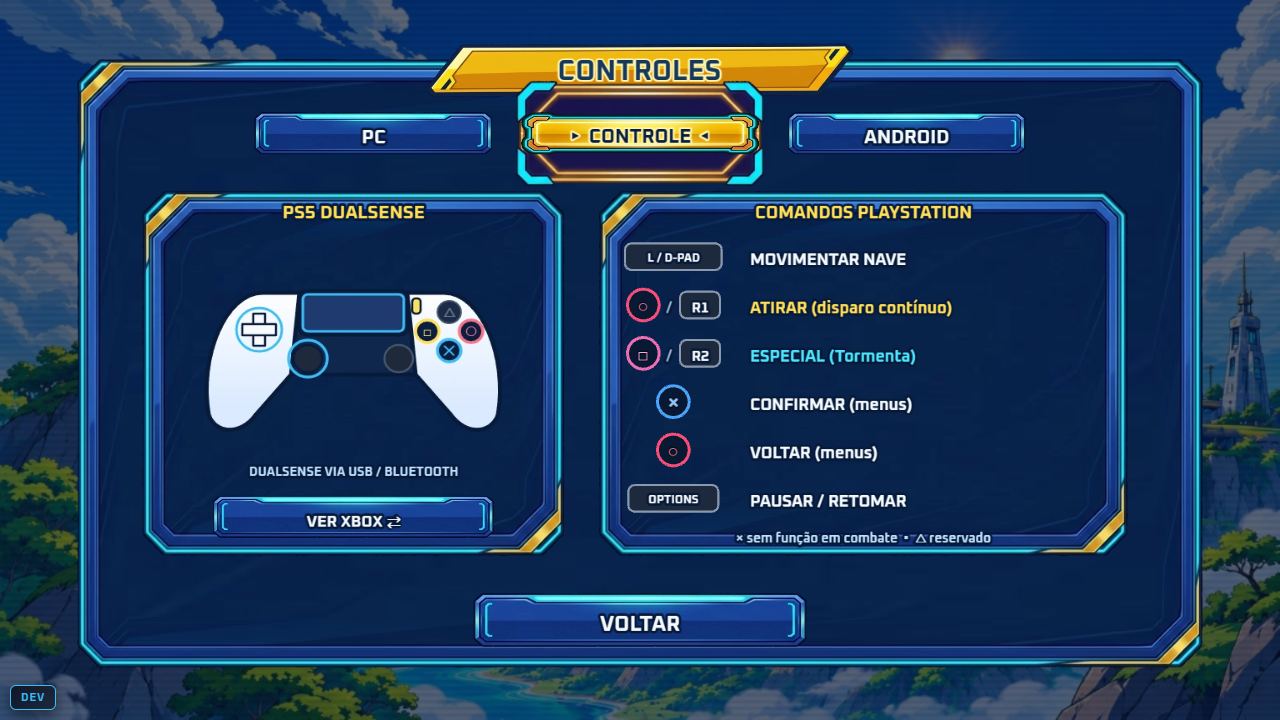 CONTROLES
PC
▸ CONTROLE ◂
ANDROID
PS5 DUALSENSE
DUALSENSE VIA USB / BLUETOOTH
VER XBOX ⇄
COMANDOS PLAYSTATION
L / D-PAD MOVIMENTAR NAVE
○ / R1 ATIRAR (disparo contínuo)
□ / R2 ESPECIAL (Tormenta)
× CONFIRMAR (menus)
○ VOLTAR (menus)
OPTIONS PAUSAR / RETOMAR
× sem função em combate • △ reservado
VOLTAR
DEV